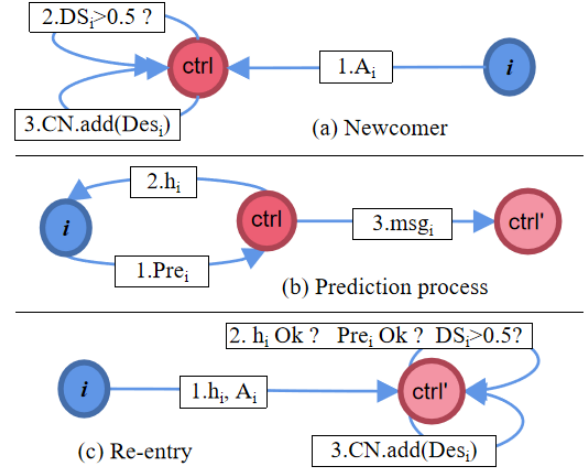 2.DSi>0.5 ?
ctrl
1.Ai
i
3.CN.add(Desi)
(a) Newcomer
2.hi
i
ctrl
3.msgi
ctrl'
1.Prei
(b) Prediction process
2. hi Ok ? Prei Ok ? DSi>0.5?
i
1.hi, Ai
ctrl'
(c) Re-entry
3.CN.add(Desi)